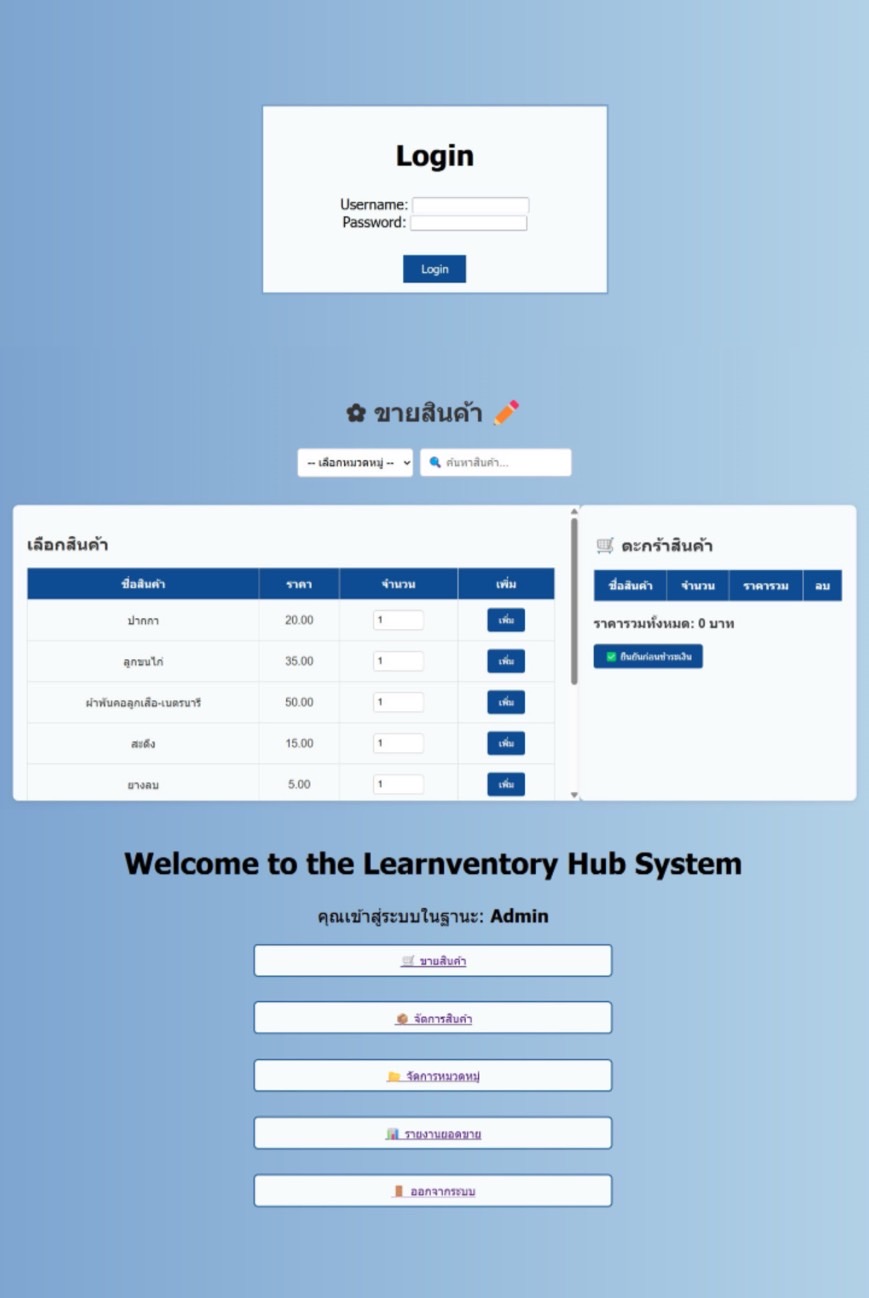 Login
Username:
Password:
Login
✿ ขายสินค้า
-- เลือกหมวดหมู่ --
ค้นหาสินค้า...
เลือกสินค้า
ชื่อสินค้า ราคา จำนวน เพิ่ม
ปากกา 20.00 1 เพิ่ม
ลูกขนไก่ 35.00 1 เพิ่ม
ผ้าพันคอลูกเสือ-เนตรนารี 50.00 1 เพิ่ม
สะดึง 15.00 1 เพิ่ม
ยางลบ 5.00 1 เพิ่ม
ตะกร้าสินค้า
ชื่อสินค้า จำนวน ราคารวม ลบ
ราคารวมทั้งหมด: 0 บาท
ยืนยันก่อนชำระเงิน
Welcome to the Learnventory Hub System
คุณเข้าสู่ระบบในฐานะ: Admin
ขายสินค้า
จัดการสินค้า
จัดการหมวดหมู่
รายงานยอดขาย
ออกจากระบบ